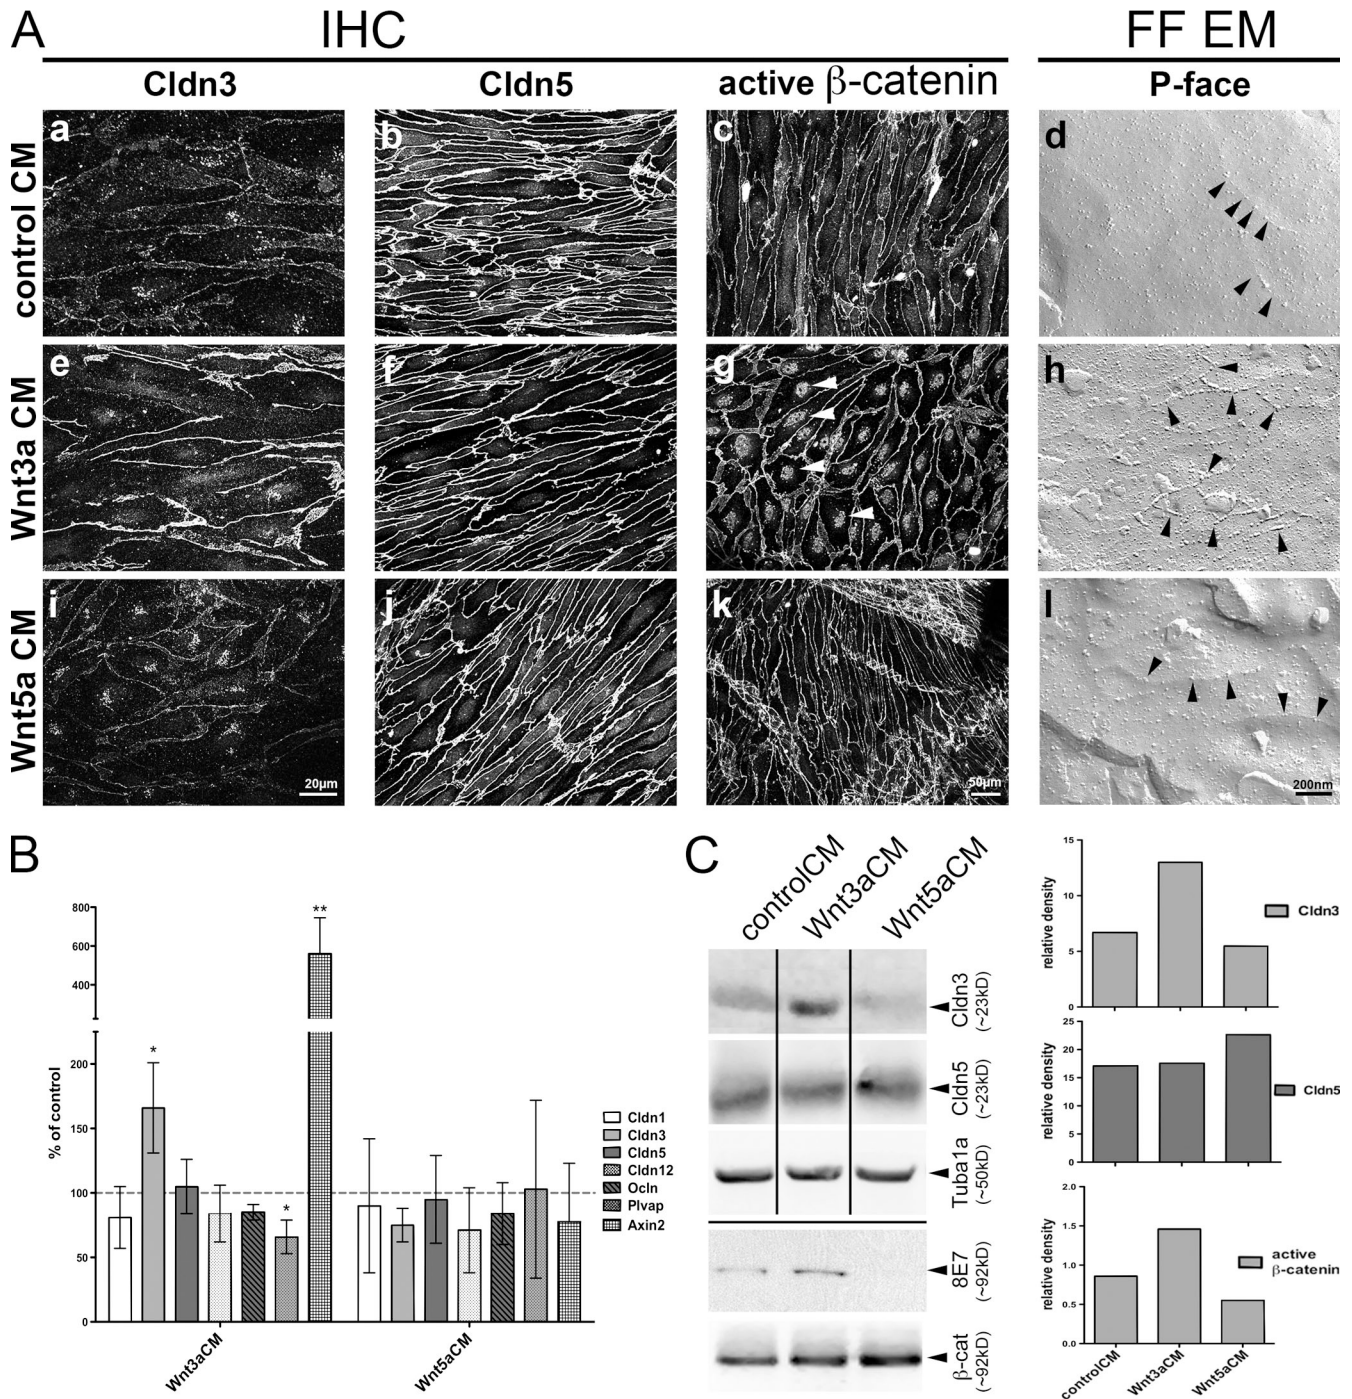 A
IHC
FF EM
Cldn3
Cldn5
active β-catenin
P-face
control CM
a
b
c
d
Wnt3a CM
e
f
g
h
Wnt5a CM
i
j
k
l
20µm
50µm
200nm
B
% of control
800
600
400
200
150
100
50
0
*
*
**
Wnt3aCM
Wnt5aCM
Cldn1
Cldn3
Cldn5
Cldn12
Ocln
Plvap
Axin2
C
controlCM
Wnt3aCM
Wnt5aCM
Cldn3
(~23kD)
Cldn5
(~23kD)
Tuba1a
(~50kD)
8E7
(~92kD)
β-cat
(~92kD)
relative density
15
10
5
0
Cldn3
relative density
25
20
15
10
5
0
Cldn5
relative density
2.0
1.5
1.0
0.5
0.0
active
β-catenin
controlCM
Wnt3aCM
Wnt5aCM